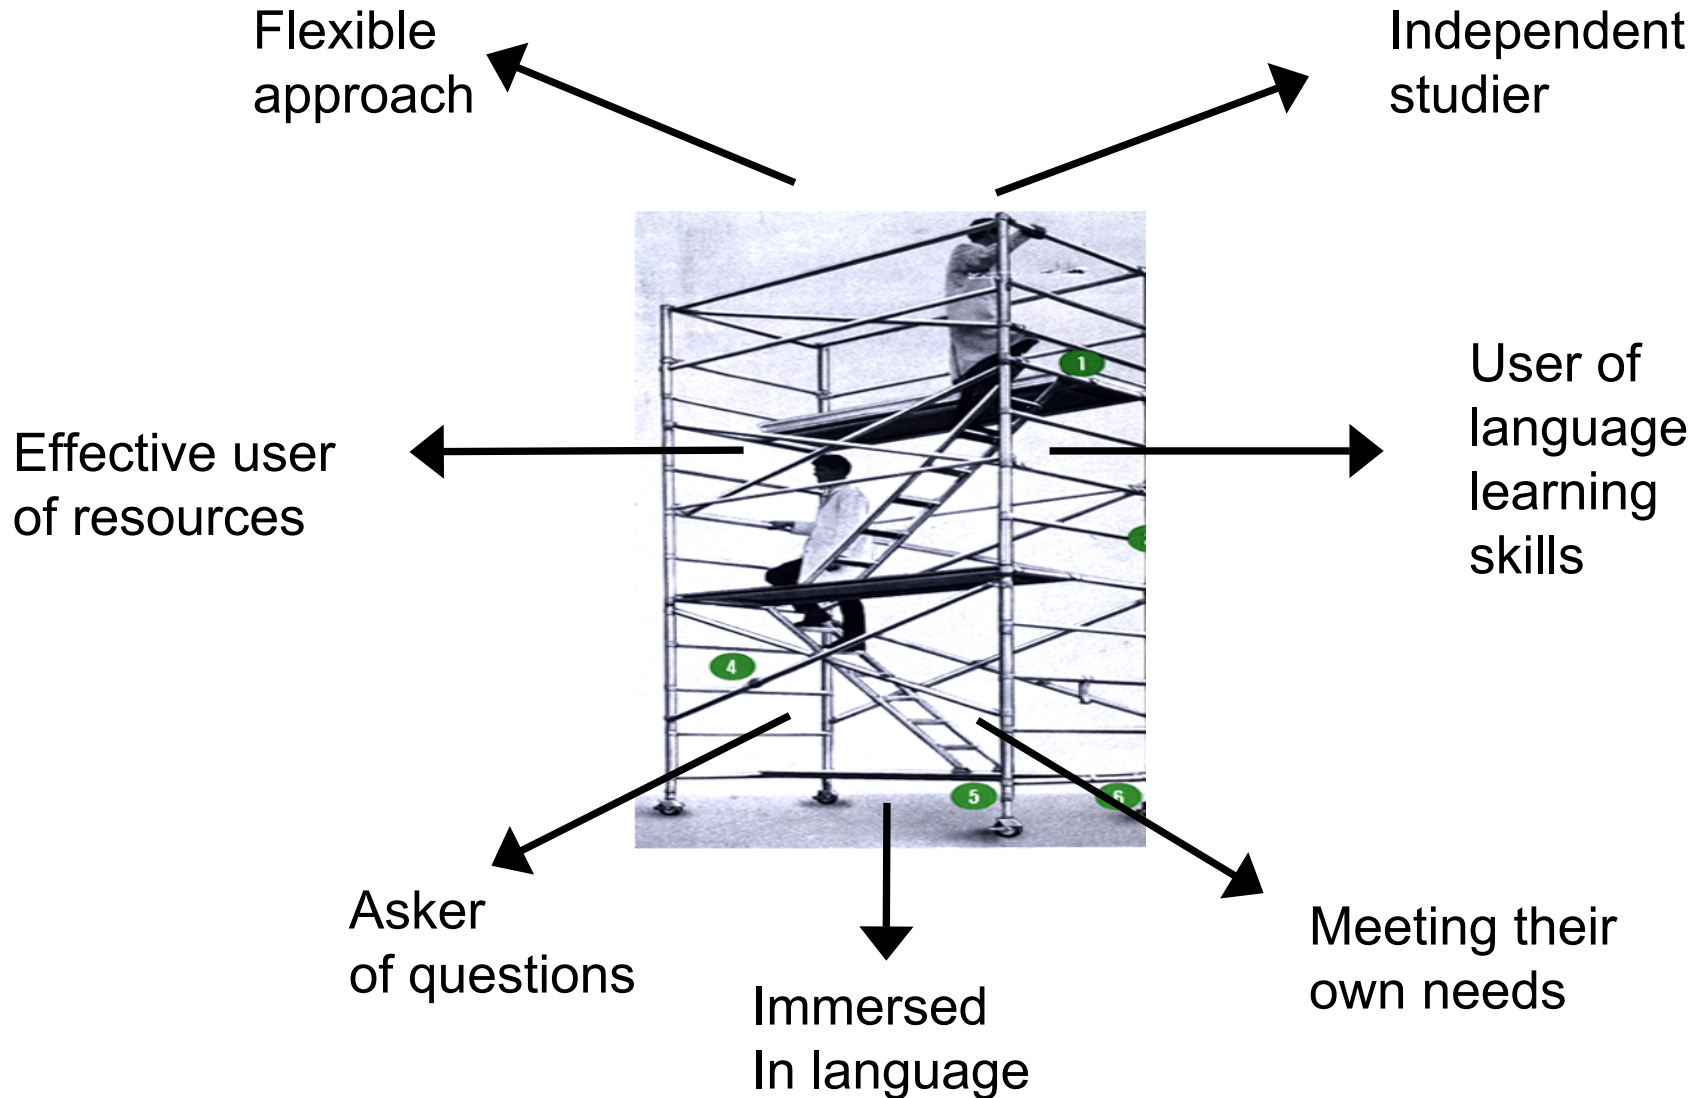 Flexible
approach
Independent
studier
Effective user
of resources
User of
language
learning
skills
1
4
5
6
Asker
of questions
Immersed
In language
Meeting their
own needs